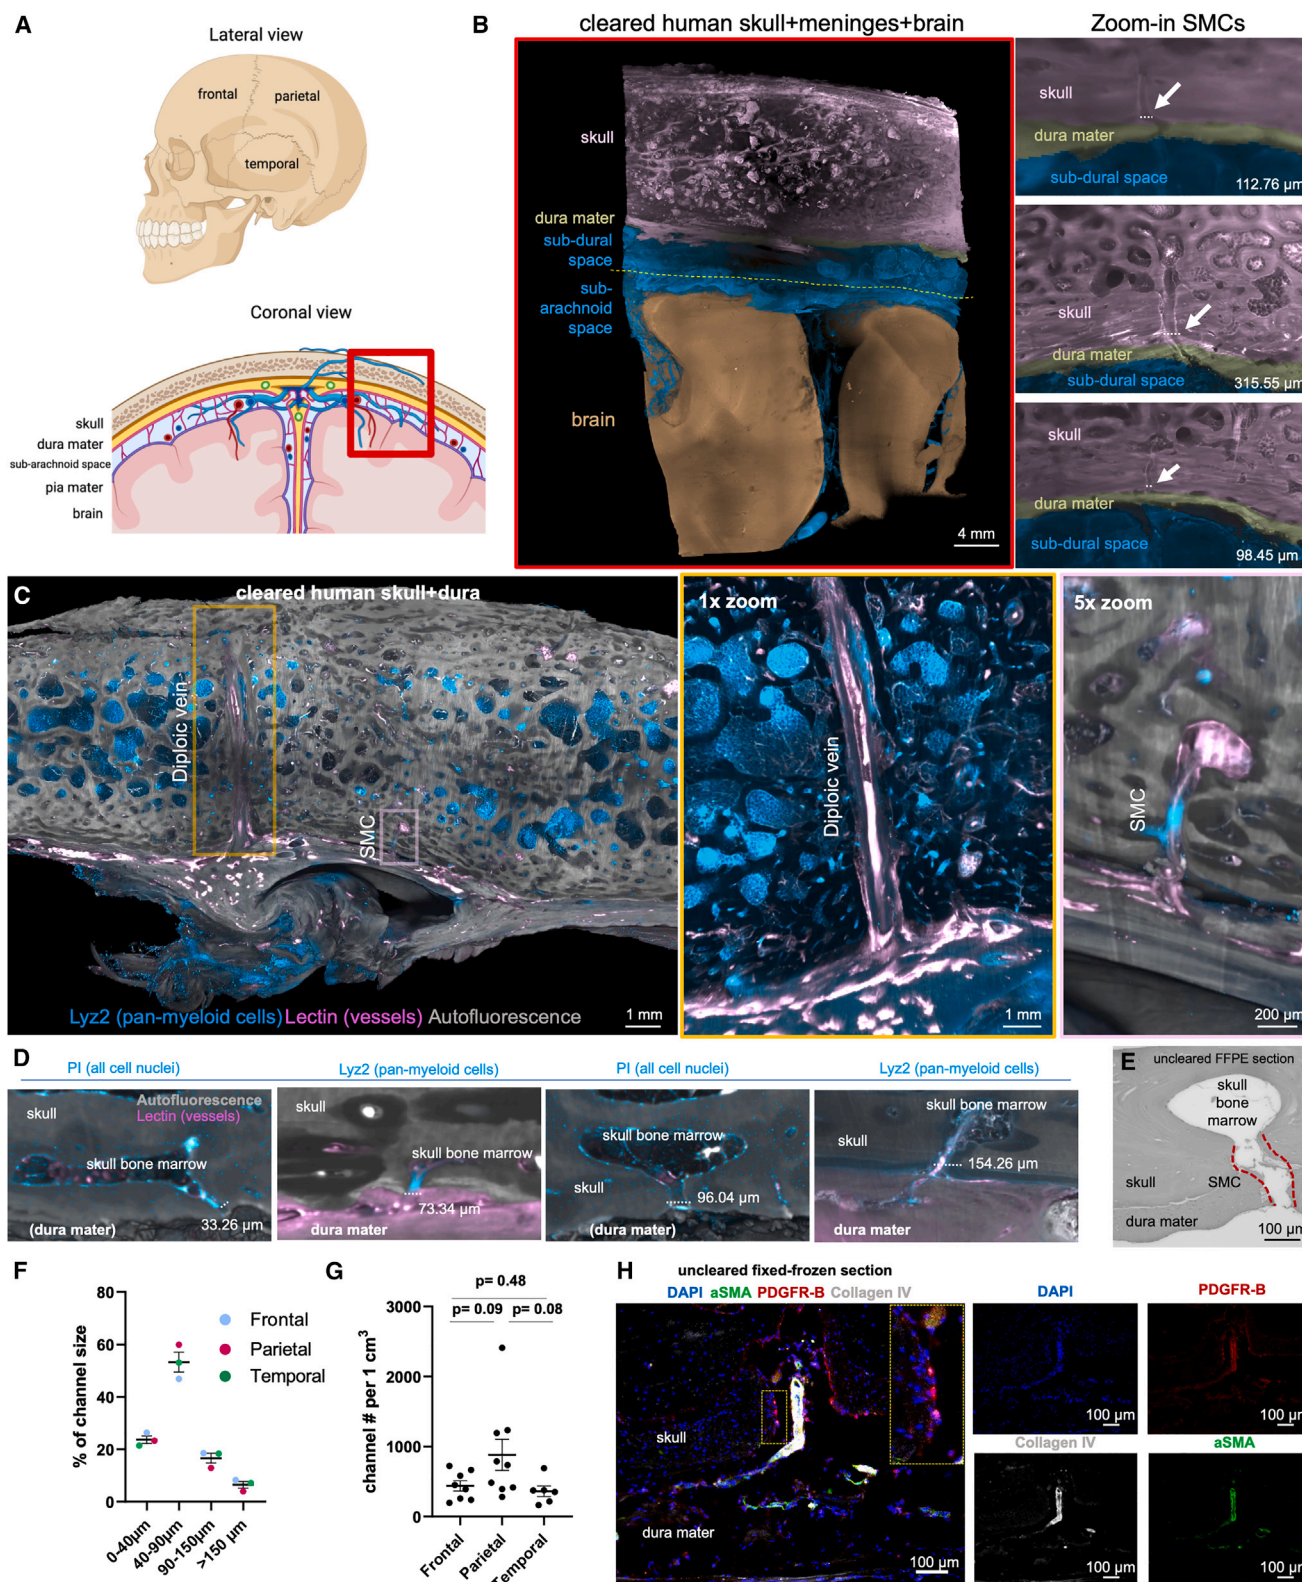 A
Lateral view
frontal
parietal
temporal
Coronal view
skull
dura mater
sub-arachnoid space
pia mater
brain
B
cleared human skull+meninges+brain
skull
dura mater
sub-dural
space
sub-
arachnoid
space
brain
4 mm
Zoom-in SMCs
skull
dura mater
sub-dural space
112.76 µm
skull
dura mater
sub-dural space
315.55 µm
skull
dura mater
sub-dural space
98.45 µm
C
cleared human skull+dura
Diploic vein
SMC
Lyz2 (pan-myeloid cells) Lectin (vessels) Autofluorescence
1 mm
1x zoom
Diploic vein
1 mm
5x zoom
SMC
200 µm
D
PI (all cell nuclei)
Autofluorescence
Lectin (vessels)
skull
skull bone marrow
33.26 µm
(dura mater)
Lyz2 (pan-myeloid cells)
skull
skull bone marrow
73.34 µm
dura mater
PI (all cell nuclei)
skull bone marrow
skull
96.04 µm
(dura mater)
Lyz2 (pan-myeloid cells)
skull bone marrow
skull
154.26 µm
dura mater
E
uncleared FFPE section
skull
bone
marrow
skull
SMC
dura mater
100 µm
F
% of channel size
80
60
40
20
0
Frontal
Parietal
Temporal
0-40µm
40-90µm
90-150µm
>150 µm
G
channel # per 1 cm³
p= 0.48
p= 0.09
p= 0.08
3000
2000
1000
0
Frontal
Parietal
Temporal
H
uncleared fixed-frozen section
DAPI aSMA PDGFR-B Collagen IV
skull
dura mater
100 µm
DAPI
100 µm
PDGFR-B
100 µm
Collagen IV
100 µm
aSMA
100 µm